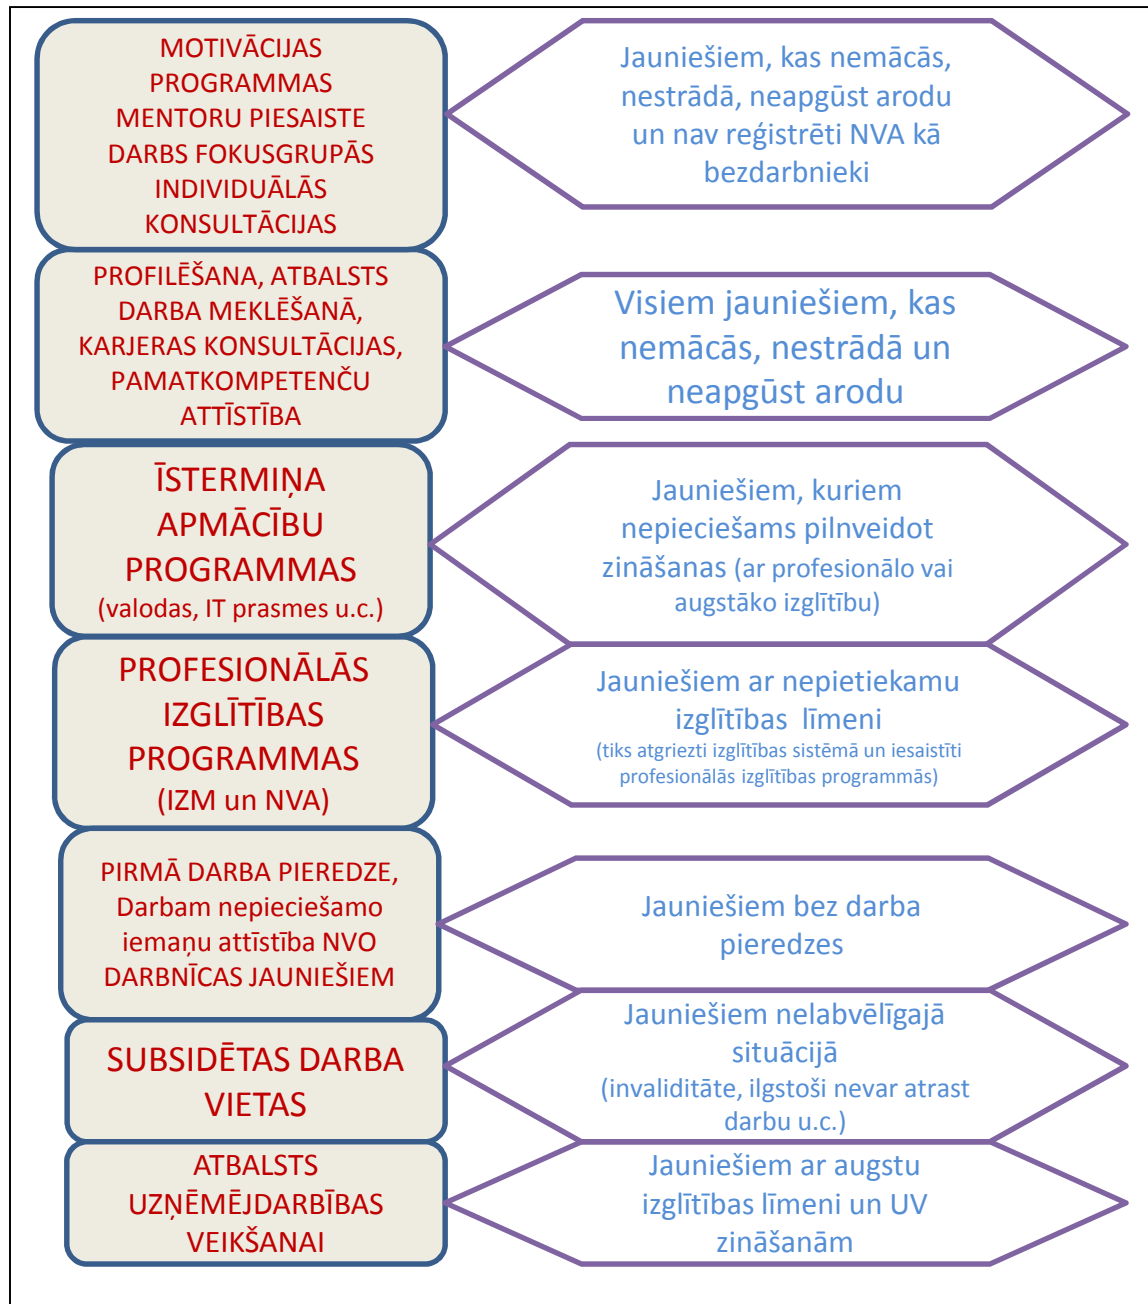 MOTIVĀCIJAS
PROGRAMMAS
MENTORU PIESAISTE
DARBS FOKUSGRUPĀS
INDIVIDUĀLĀS
KONSULTĀCIJAS
Jauniešiem, kas nemācās,
nestrādā, neapgūst arodu
un nav reģistrēti NVA kā
bezdarbnieki
PROFILĒŠANA, ATBALSTS
DARBA MEKLĒŠANĀ,
KARJERAS KONSULTĀCIJAS,
PAMATKOMPETENČU
ATTĪSTĪBA
Visiem jauniešiem, kas
nemācās, nestrādā un
neapgūst arodu
ĪSTERMIŅA
APMĀCĪBU
PROGRAMMAS
(valodas, IT prasmes u.c.)
Jauniešiem, kuriem
nepieciešams pilnveidot
zināšanas (ar profesionālo vai
augstāko izglītību)
PROFESIONĀLĀS
IZGLĪTĪBAS
PROGRAMMAS
(IZM un NVA)
Jauniešiem ar nepietiekamu
izglītības līmeni
(tiks atgriezti izglītības sistēmā un iesaistīti
profesionālās izglītības programmās)
PIRMĀ DARBA PIEREDZE,
Darbam nepieciešamo
iemaņu attīstība NVO
DARBNĪCAS JAUNIEŠIEM
Jauniešiem bez darba
pieredzes
SUBSIDĒTAS DARBA
VIETAS
Jauniešiem nelabvēlīgajā
situācijā
(invaliditāte, ilgstoši nevar atrast
darbu u.c.)
ATBALSTS
UZŅĒMĒJDARBĪBAS
VEIKŠANAI
Jauniešiem ar augstu
izglītības līmeni un UV
zināšanām